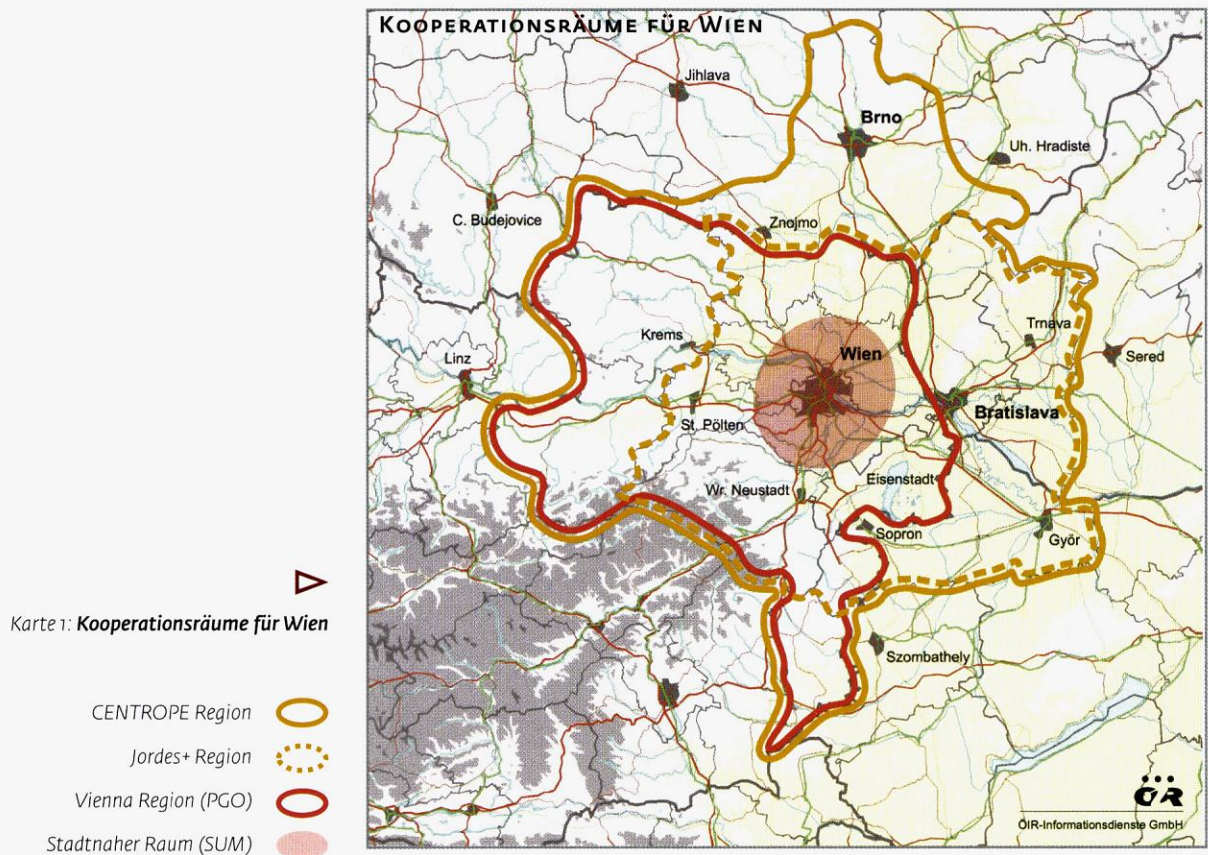 KOOPERATIONSRÄUME FÜR WIEN
Jihlava
Brno
Uh. Hradiste
C. Budejovice
Znojmo
Krems
Linz
Wien
Trnava
Sered
St. Pölten
Bratislava
Wr. Neustadt
Eisenstadt
Sopron
Györ
Szombathely
ÖIR
ÖIR-Informationsdienste GmbH
Karte 1: Kooperationsräume für Wien
CENTROPE Region
Jordes+ Region
Vienna Region (PGO)
Stadtnaher Raum (SUM)